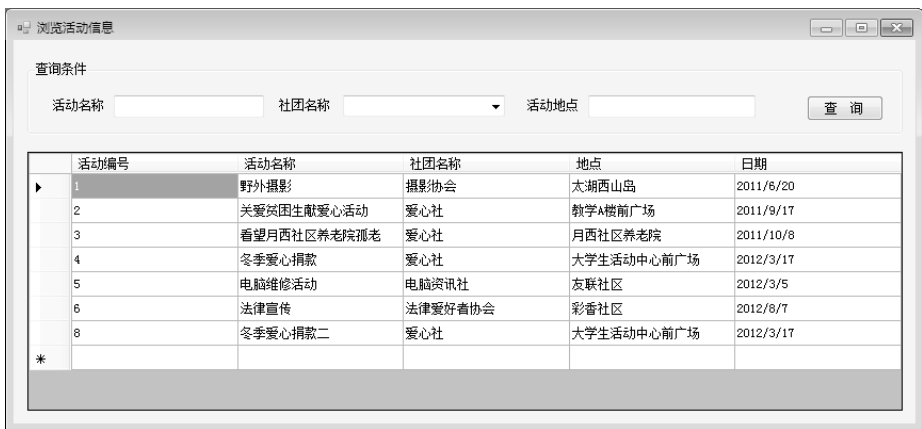 浏览活动信息
查询条件
活动名称 社团名称 活动地点 查 询
活动编号 活动名称 社团名称 地点 日期
1 野外摄影 摄影协会 太湖西山岛 2011/6/20
2 关爱贫困生献爱心活动 爱心社 教学A楼前广场 2011/9/17
3 看望月西社区养老院孤老 爱心社 月西社区养老院 2011/10/8
4 冬季爱心捐款 爱心社 大学生活动中心前广场 2012/3/17
5 电脑维修活动 电脑资讯社 友联社区 2012/3/5
6 法律宣传 法律爱好者协会 彩香社区 2012/8/7
8 冬季爱心捐款二 爱心社 大学生活动中心前广场 2012/3/17